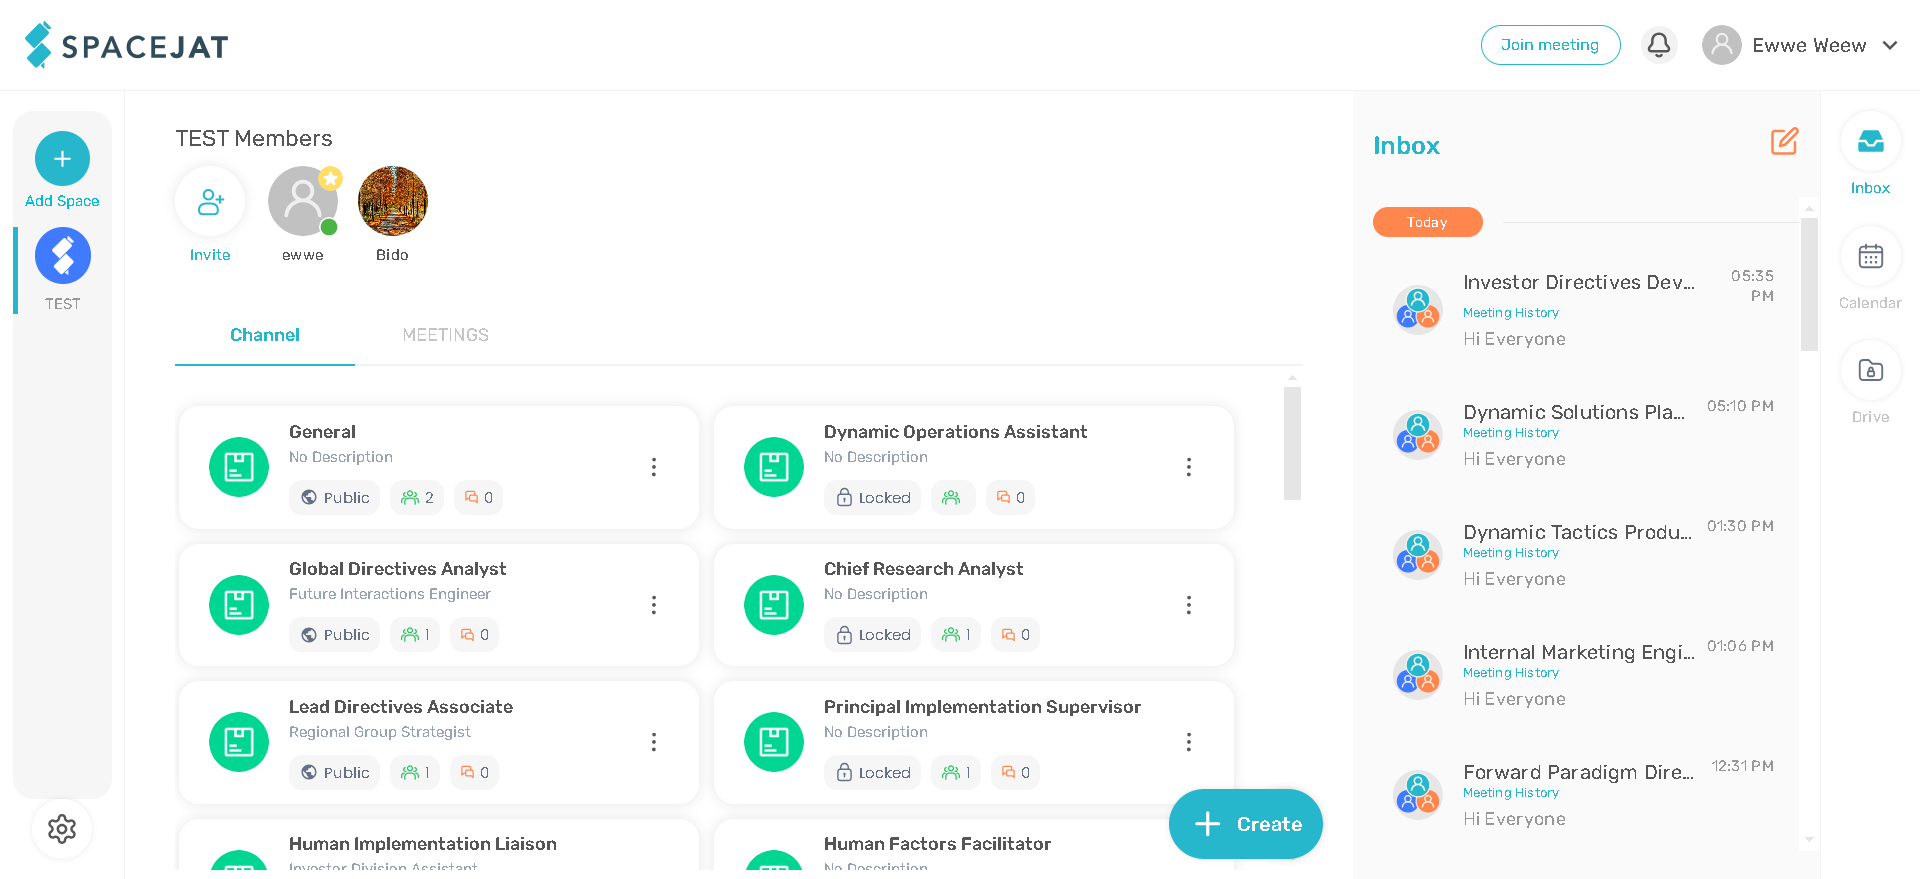 SPACEJAT
Join meeting
Ewwe Weew
Add Space
TEST
TEST Members
Invite
ewwe
Bido
Channel
MEETINGS
General
No Description
Public
2
0
Dynamic Operations Assistant
No Description
Locked
0
Global Directives Analyst
Future Interactions Engineer
Public
1
0
Chief Research Analyst
No Description
Locked
1
0
Lead Directives Associate
Regional Group Strategist
Public
1
0
Principal Implementation Supervisor
No Description
Locked
1
0
Human Implementation Liaison
Investor Division Assistant
Human Factors Facilitator
No Description
Create
Inbox
Today
Investor Directives Dev...
05:35
PM
Meeting History
Hi Everyone
Dynamic Solutions Pla...
05:10 PM
Meeting History
Hi Everyone
Dynamic Tactics Produ...
01:30 PM
Meeting History
Hi Everyone
Internal Marketing Engi...
01:06 PM
Meeting History
Hi Everyone
Forward Paradigm Dire...
12:31 PM
Meeting History
Hi Everyone
Inbox
Calendar
Drive